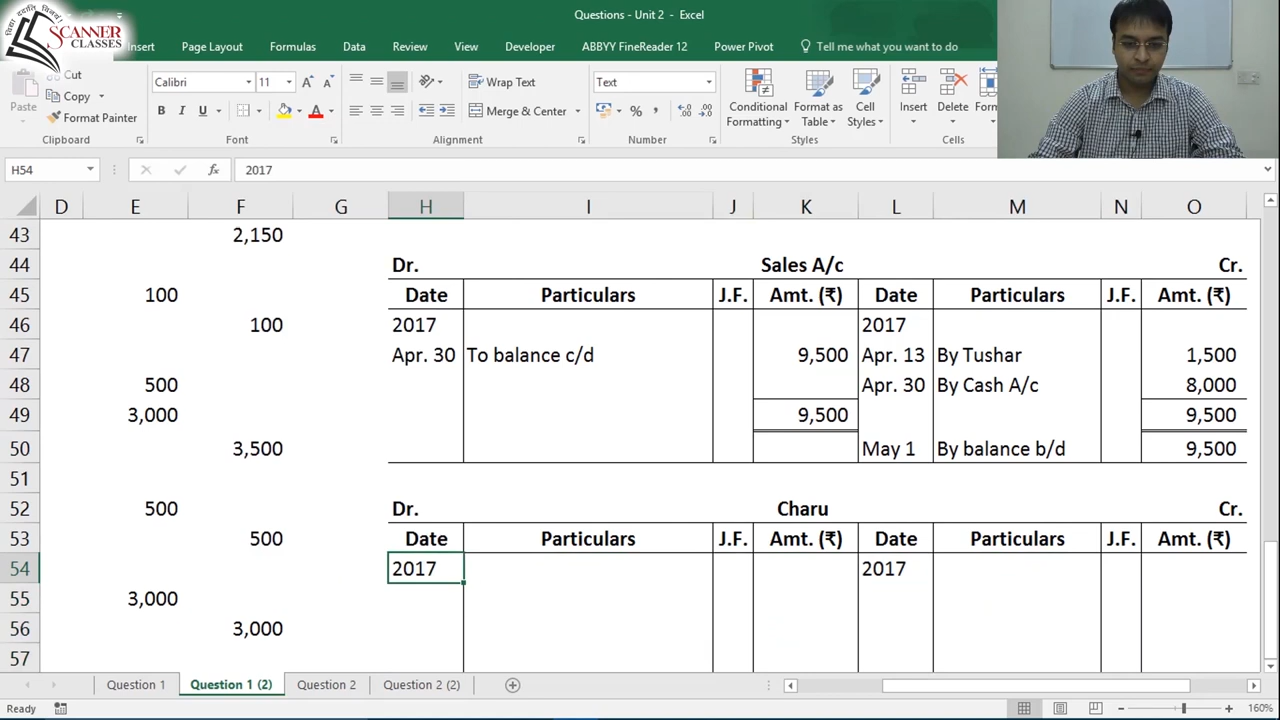 SCANNER
CLASSES
Questions - Unit 2 - Excel
Insert Page Layout Formulas Data Review View Developer ABBYY FineReader 12 Power Pivot Tell me what you want to do
Cut
Copy
Format Painter
Paste
Clipboard
Calibri 11
B I U
Font
Wrap Text
Merge & Center
Alignment
Text
Number
Conditional Formatting
Format as Table
Cell Styles
Styles
Insert Delete
Cells
H54 fx 2017
D E F G H I J K L M N O
43 2,150
44 Dr. Sales A/c Cr.
45 100 Date Particulars J.F. Amt. (₹) Date Particulars J.F. Amt. (₹)
46 100 2017 2017
47 Apr. 30 To balance c/d 9,500 Apr. 13 By Tushar 1,500
48 500 Apr. 30 By Cash A/c 8,000
49 3,000 9,500 9,500
50 3,500 May 1 By balance b/d 9,500
51
52 500 Dr. Charu Cr.
53 500 Date Particulars J.F. Amt. (₹) Date Particulars J.F. Amt. (₹)
54 2017 2017
55 3,000
56 3,000
57
Question 1 Question 1 (2) Question 2 Question 2 (2)
Ready 160%